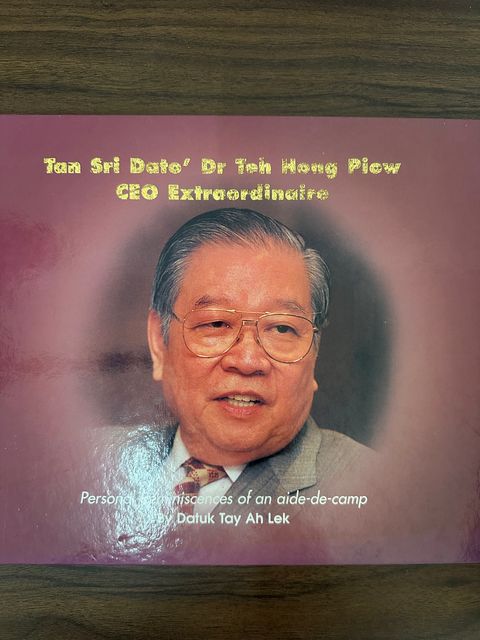 Tan Sri Dato' Dr Teh Hong Piow
CEO Extraordinaire
Personal reminiscences of an aide-de-camp
By Datuk Tay Ah Lek